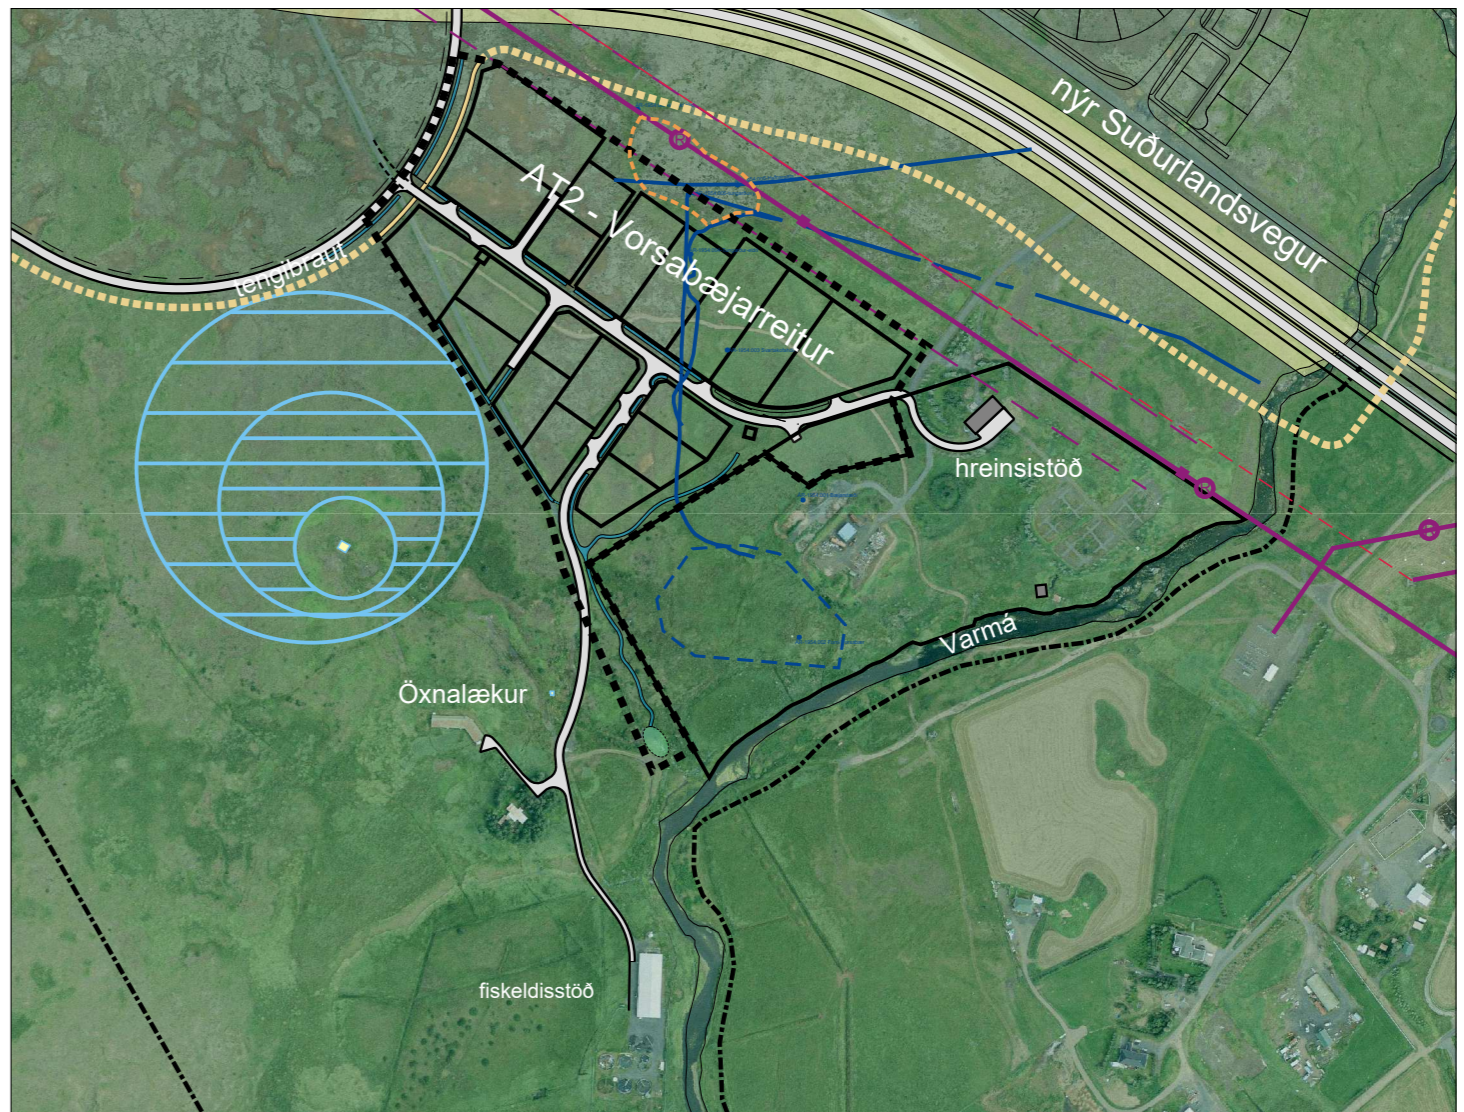 nýr Suðurlandsvegur
AT2 - Vorsabæjarreitur
tengibraut
hreinsistöð
Varmá
Öxnalækur
fiskeldisstöð